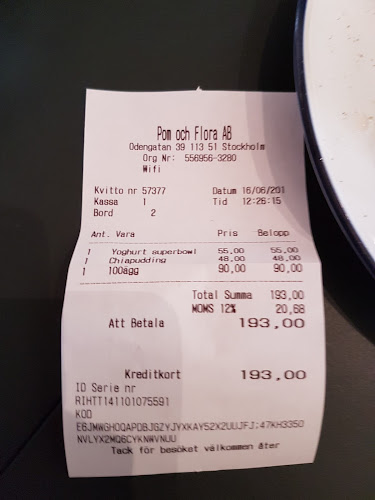 Pom och Flora AB
Odengatan 39 113 51 Stockholm
Org Nr: 556956-3280
Wifi
Kvitto nr 57377 Datum 16/06/201
Kassa 1 Tid 12:26:15
Bord 2
Ant. Vara Pris Belopp
1 Yoghurt superbowl 55,00 55,00
1 Chiapudding 48,00 48,00
1 100ägg 90,00 90,00
Total Summa 193,00
MOMS 12% 20,68
Att Betala 193,00
Kreditkort 193,00
ID Serie nr
RIHTT141101075591
KOD
Tack för besöket välkommen åter